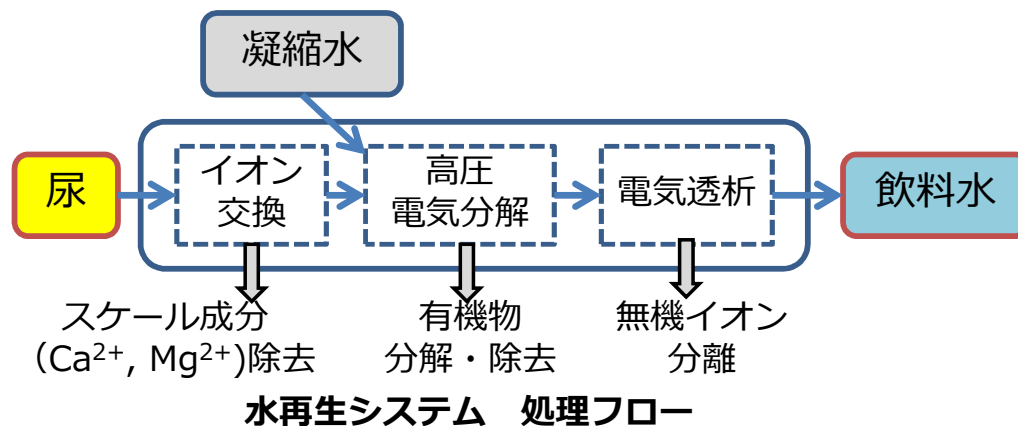 凝縮水
尿
イオン
交換
高圧
電気分解
電気透析
飲料水
スケール成分
（Ca²⁺, Mg²⁺)除去
有機物
分解・除去
無機イオン
分離
水再生システム　処理フロー